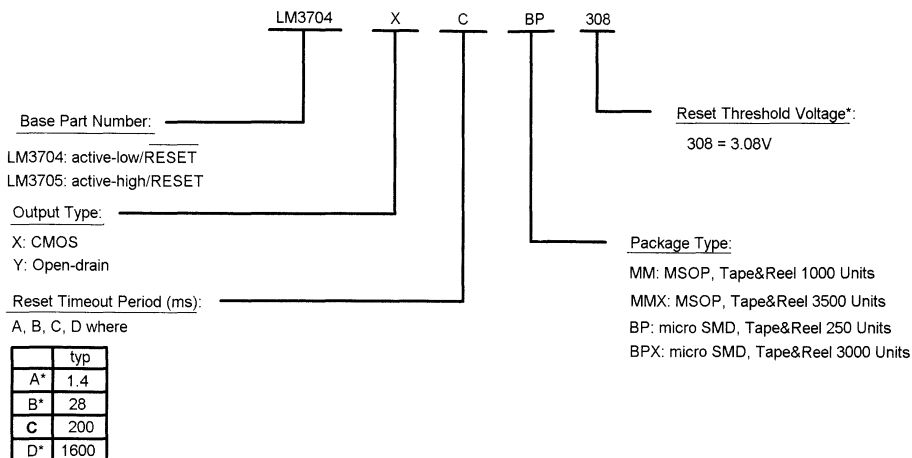 LM3704 X C BP 308
Base Part Number:
LM3704: active-low/RESET
LM3705: active-high/RESET
Output Type:
X: CMOS
Y: Open-drain
Reset Timeout Period (ms):
A, B, C, D where
typ
A* 1.4
B* 28
C 200
D* 1600
Reset Threshold Voltage*:
308 = 3.08V
Package Type:
MM: MSOP, Tape&Reel 1000 Units
MMX: MSOP, Tape&Reel 3500 Units
BP: micro SMD, Tape&Reel 250 Units
BPX: micro SMD, Tape&Reel 3000 Units